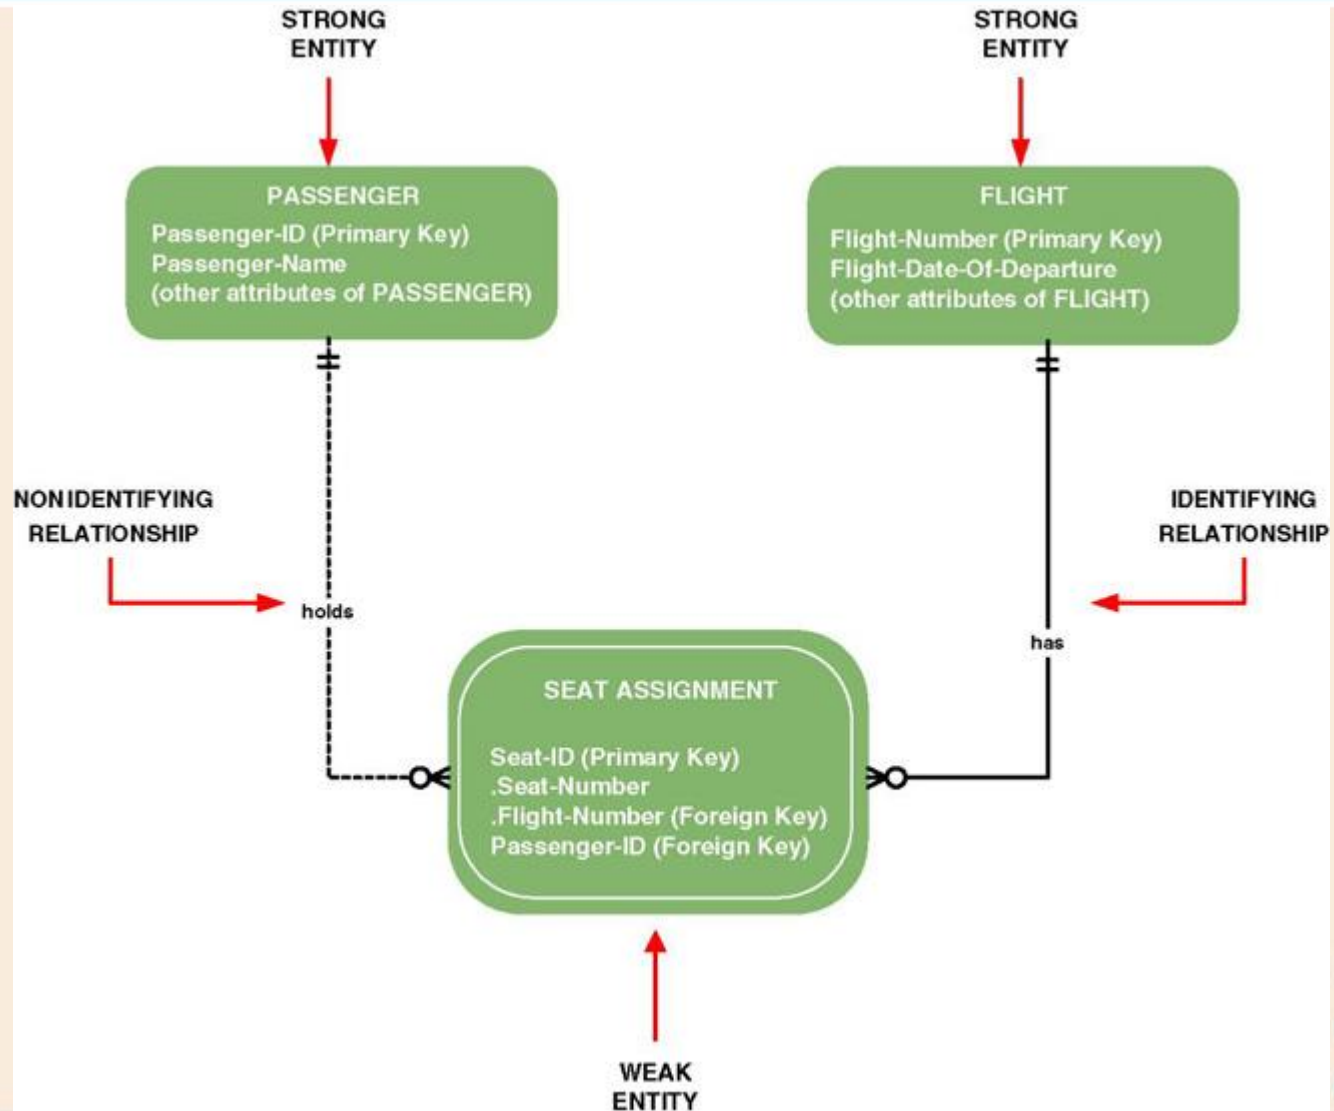 STRONG
ENTITY
STRONG
ENTITY
PASSENGER
Passenger-ID (Primary Key)
Passenger-Name
(other attributes of PASSENGER)
FLIGHT
Flight-Number (Primary Key)
Flight-Date-Of-Departure
(other attributes of FLIGHT)
NONIDENTIFYING
RELATIONSHIP
IDENTIFYING
RELATIONSHIP
holds
has
SEAT ASSIGNMENT
Seat-ID (Primary Key)
.Seat-Number
.Flight-Number (Foreign Key)
Passenger-ID (Foreign Key)
WEAK
ENTITY